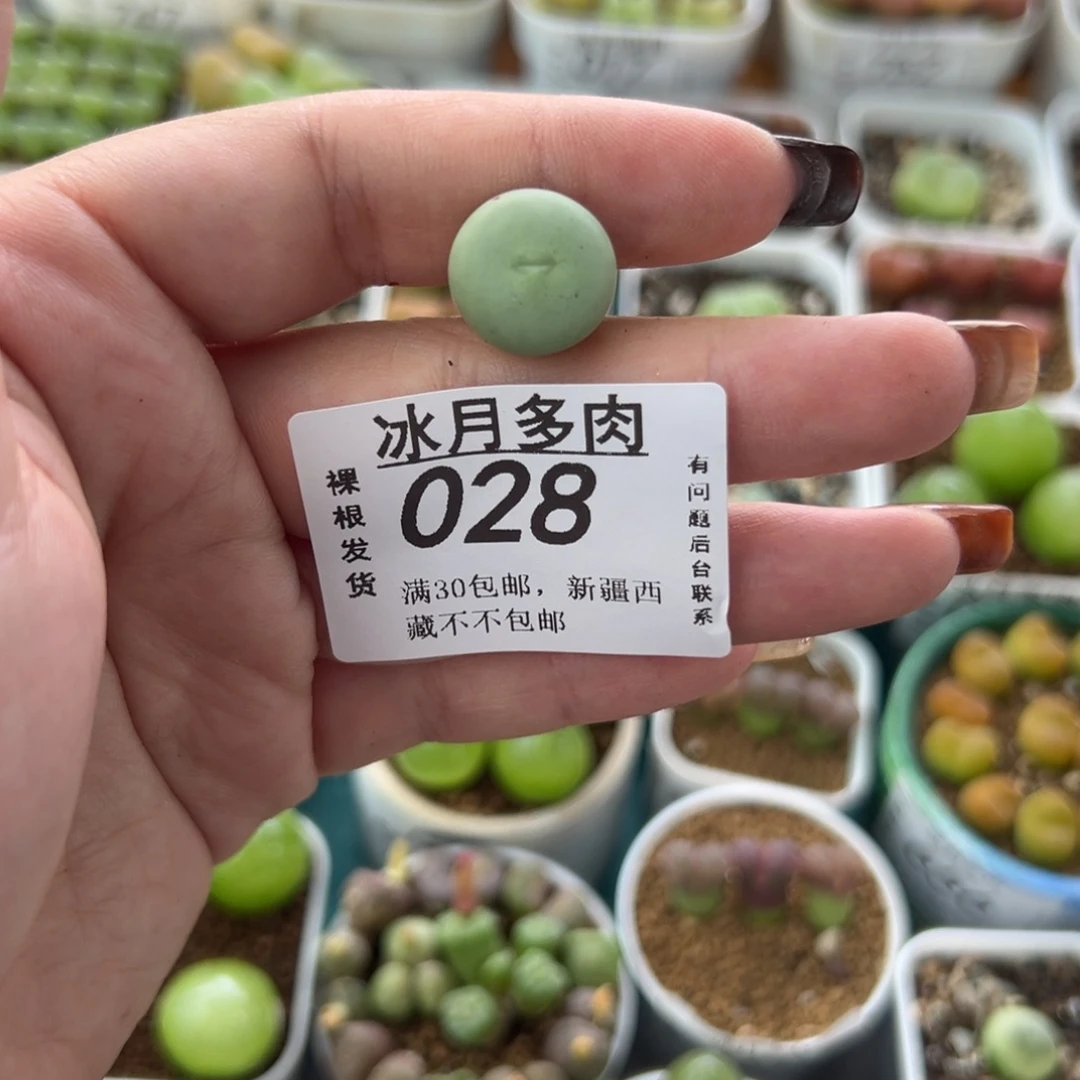 冰月多肉
028
裸根发货
满30包邮，新疆西
藏不不包邮
有问题后台联系